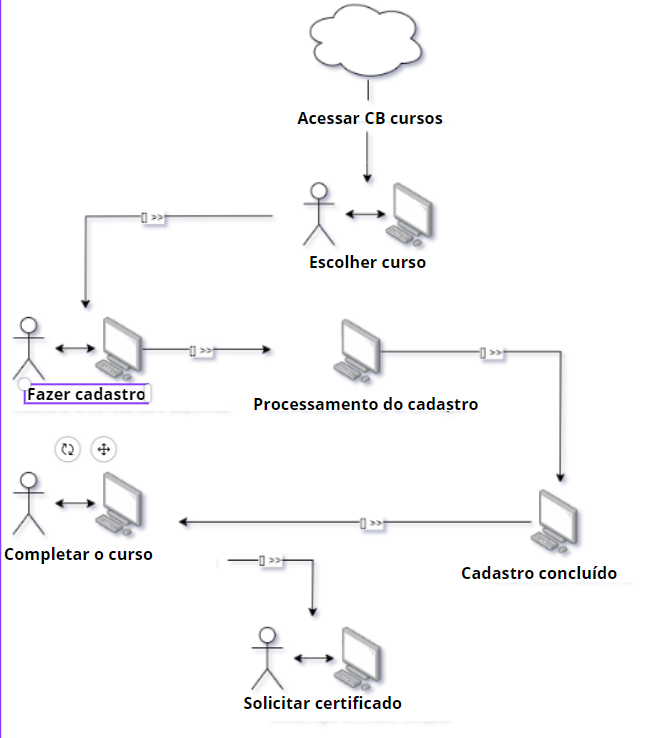 Acessar CB cursos
[] >>
Escolher curso
[] >>
[] >>
Fazer cadastro
Processamento do cadastro
[] >>
Completar o curso
[] >>
Cadastro concluído
Solicitar certificado